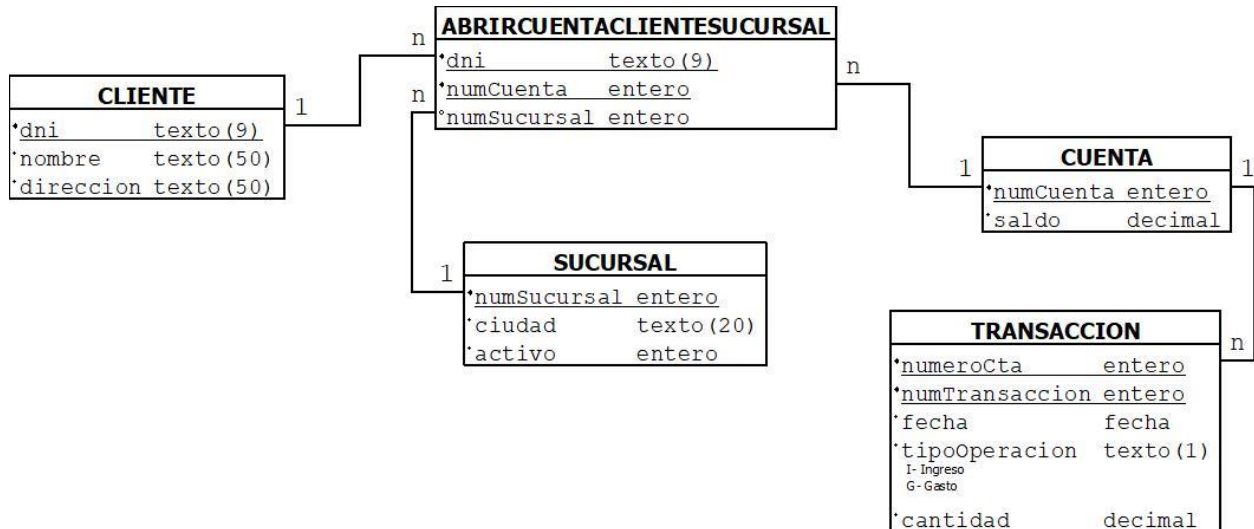 ABRIRCUENTACLIENTESUCURSAL
n
dni texto(9)
n
numCuenta entero
numSucursal entero
n
CLIENTE
1
dni texto(9)
nombre texto(50)
direccion texto(50)
CUENTA
1
1
numCuenta entero
saldo decimal
SUCURSAL
1
numSucursal entero
ciudad texto(20)
activo entero
TRANSACCION
n
numeroCta entero
numTransaccion entero
fecha fecha
tipoOperacion texto(1)
I- Ingreso
G- Gasto
cantidad decimal